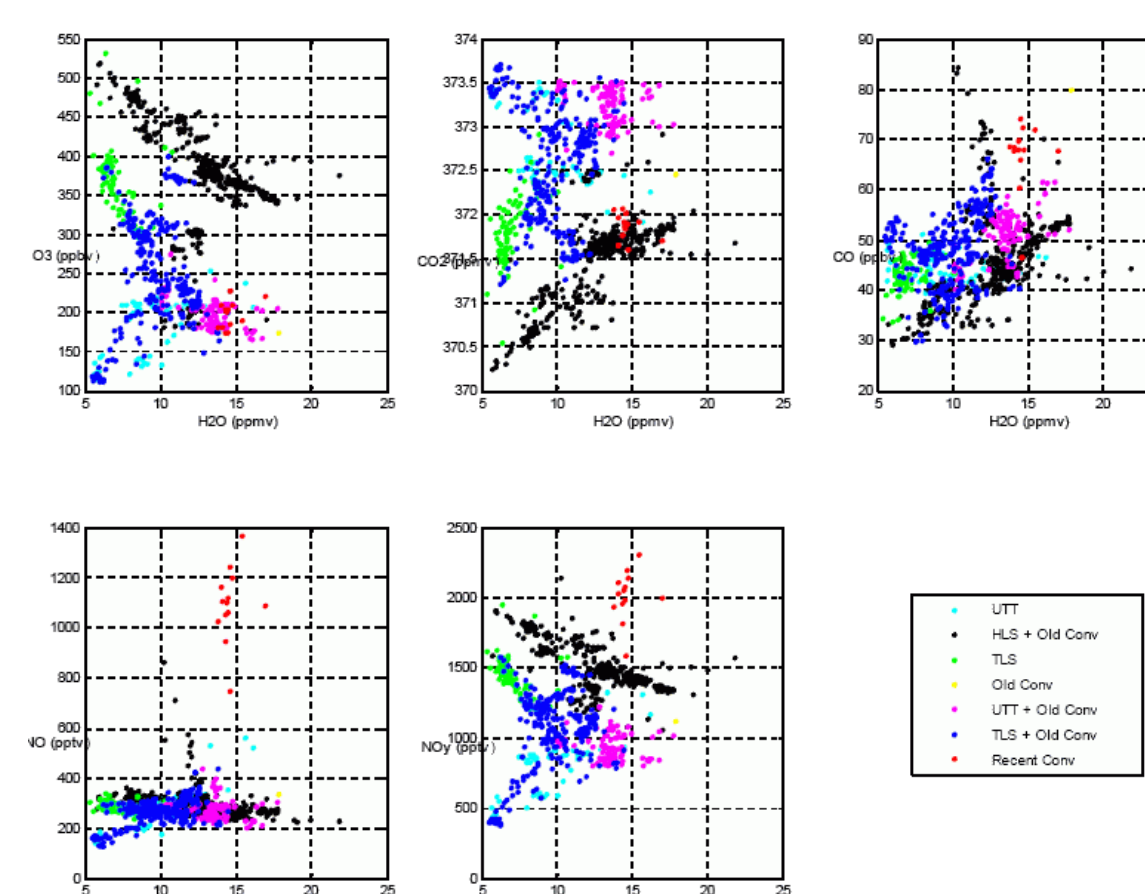 550
500
450
400
350
300
O3 (ppbv)
250
200
150
100
5 10 15 20 25
H2O (ppmv)
374
373.5
373
372.5
372
371.5
CO2 (ppmv)
371
370.5
370
5 10 15 20 25
H2O (ppmv)
90
80
70
60
50
CO (ppbv)
40
30
20
5 10 15 20
H2O (ppmv)
1400
1200
1000
800
600
NO (pptv)
400
200
0
5 10 15 20 25
2500
2000
1500
1000
NOy (pptv)
500
0
5 10 15 20 25
UTT
HLS + Old Conv
TLS
Old Conv
UTT + Old Conv
TLS + Old Conv
Recent Conv